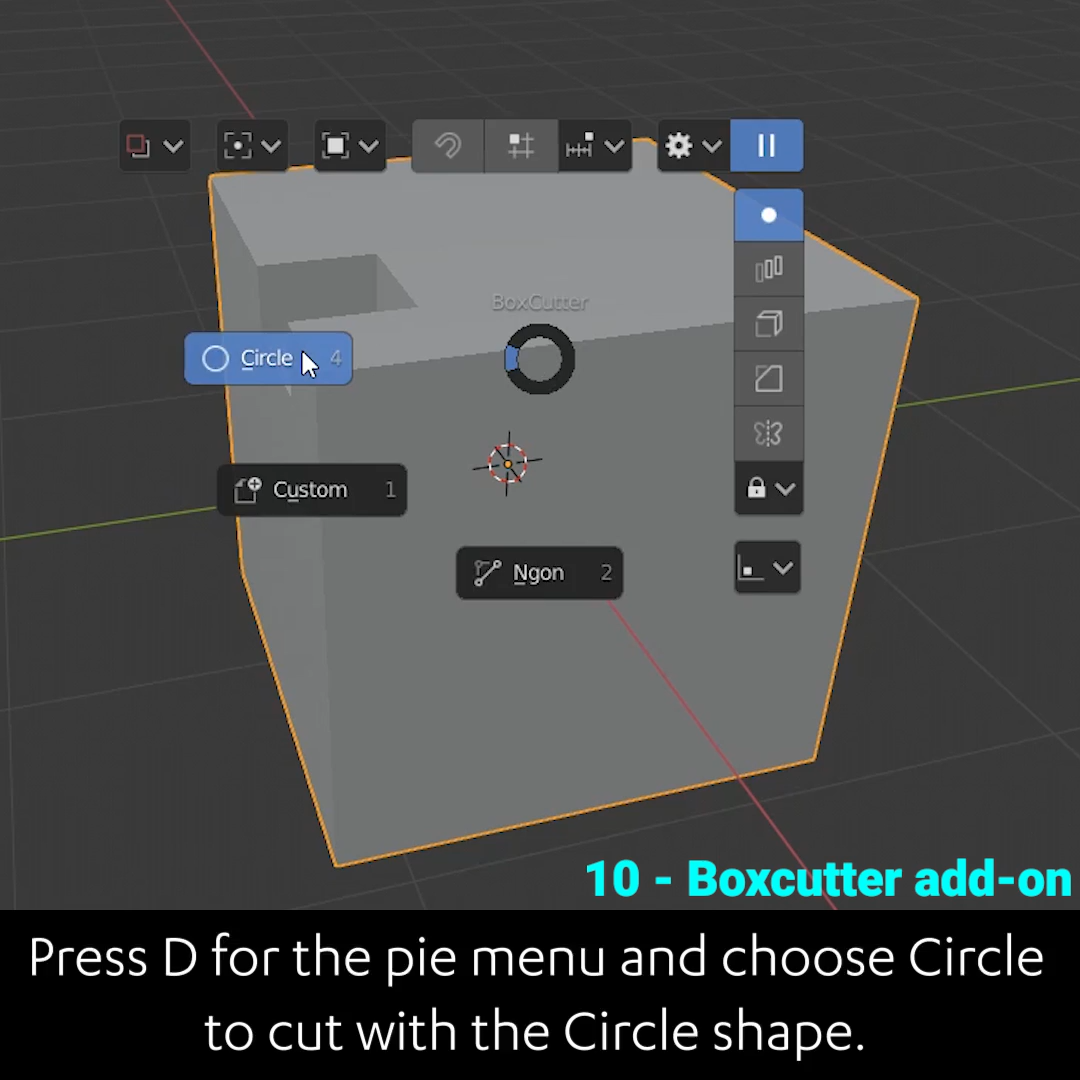 BoxCutter
Circle 4
Custom 1
Ngon 2
10 - Boxcutter add-on
Press D for the pie menu and choose Circle
to cut with the Circle shape.